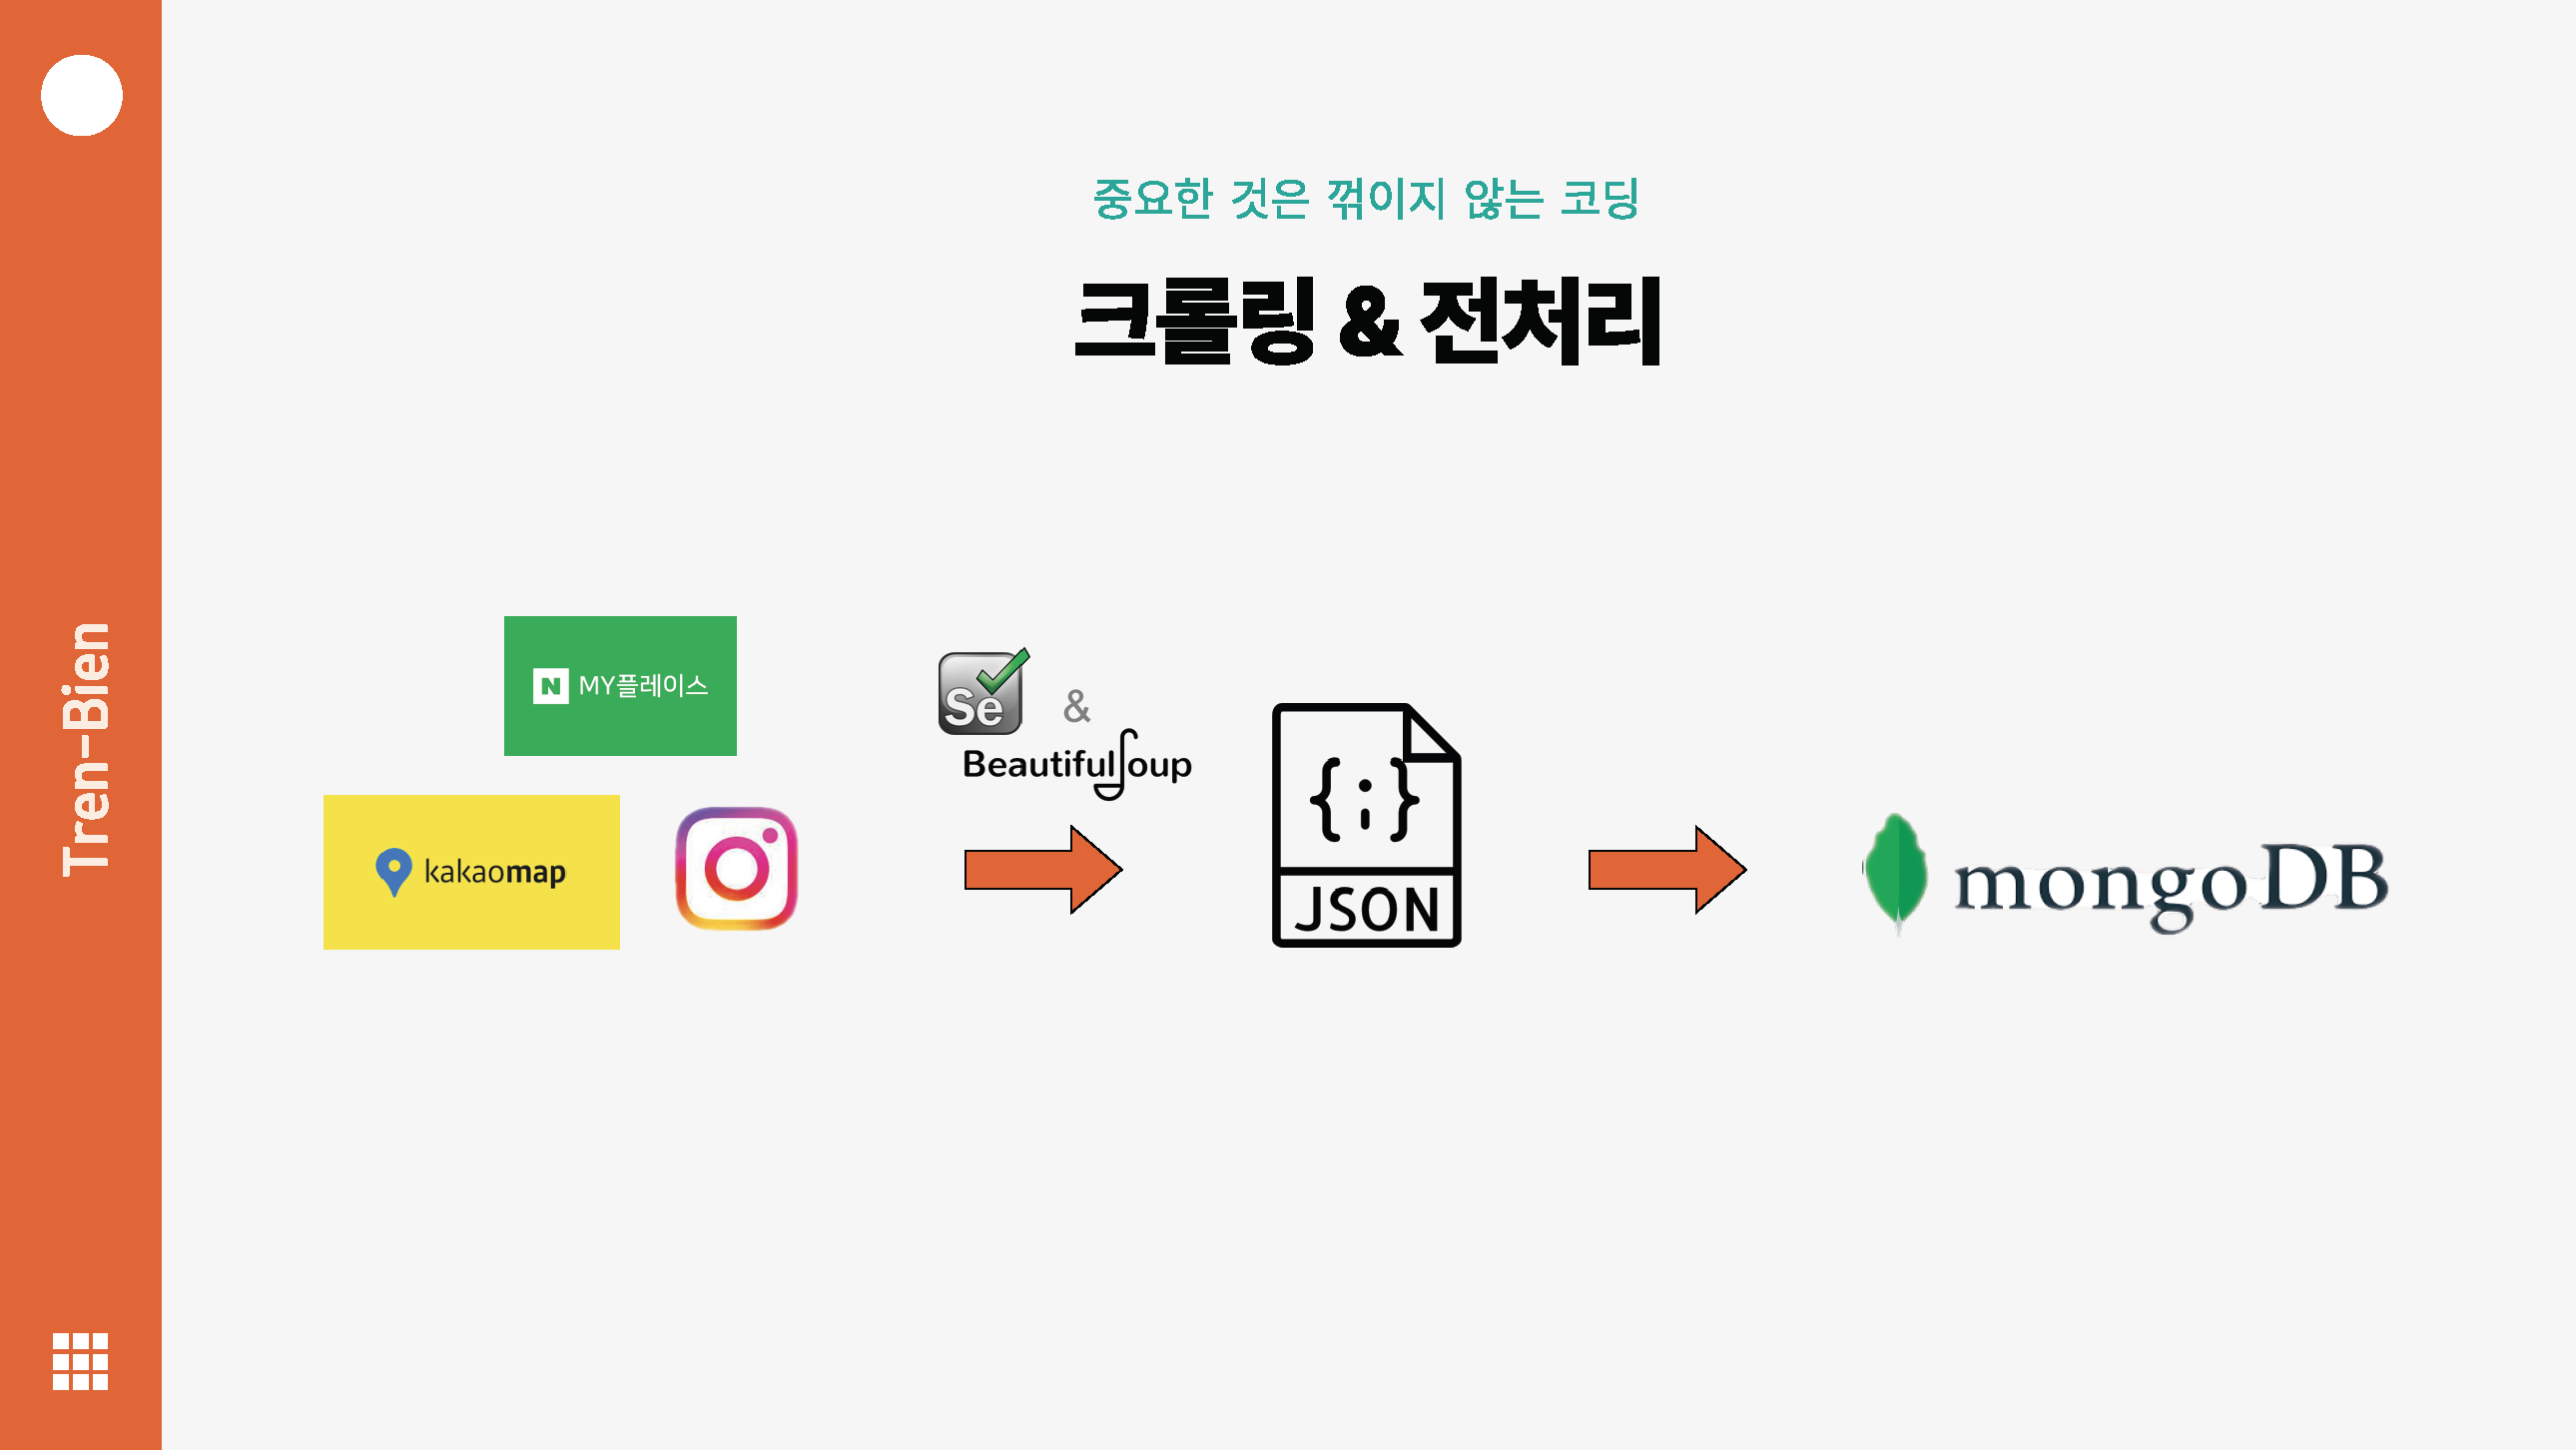 중요한 것은 꺾이지 않는 코딩
크롤링 & 전처리
Tren-Bien
N MY플레이스
kakaomap
Se &
BeautifulSoup
{;}
JSON
mongoDB